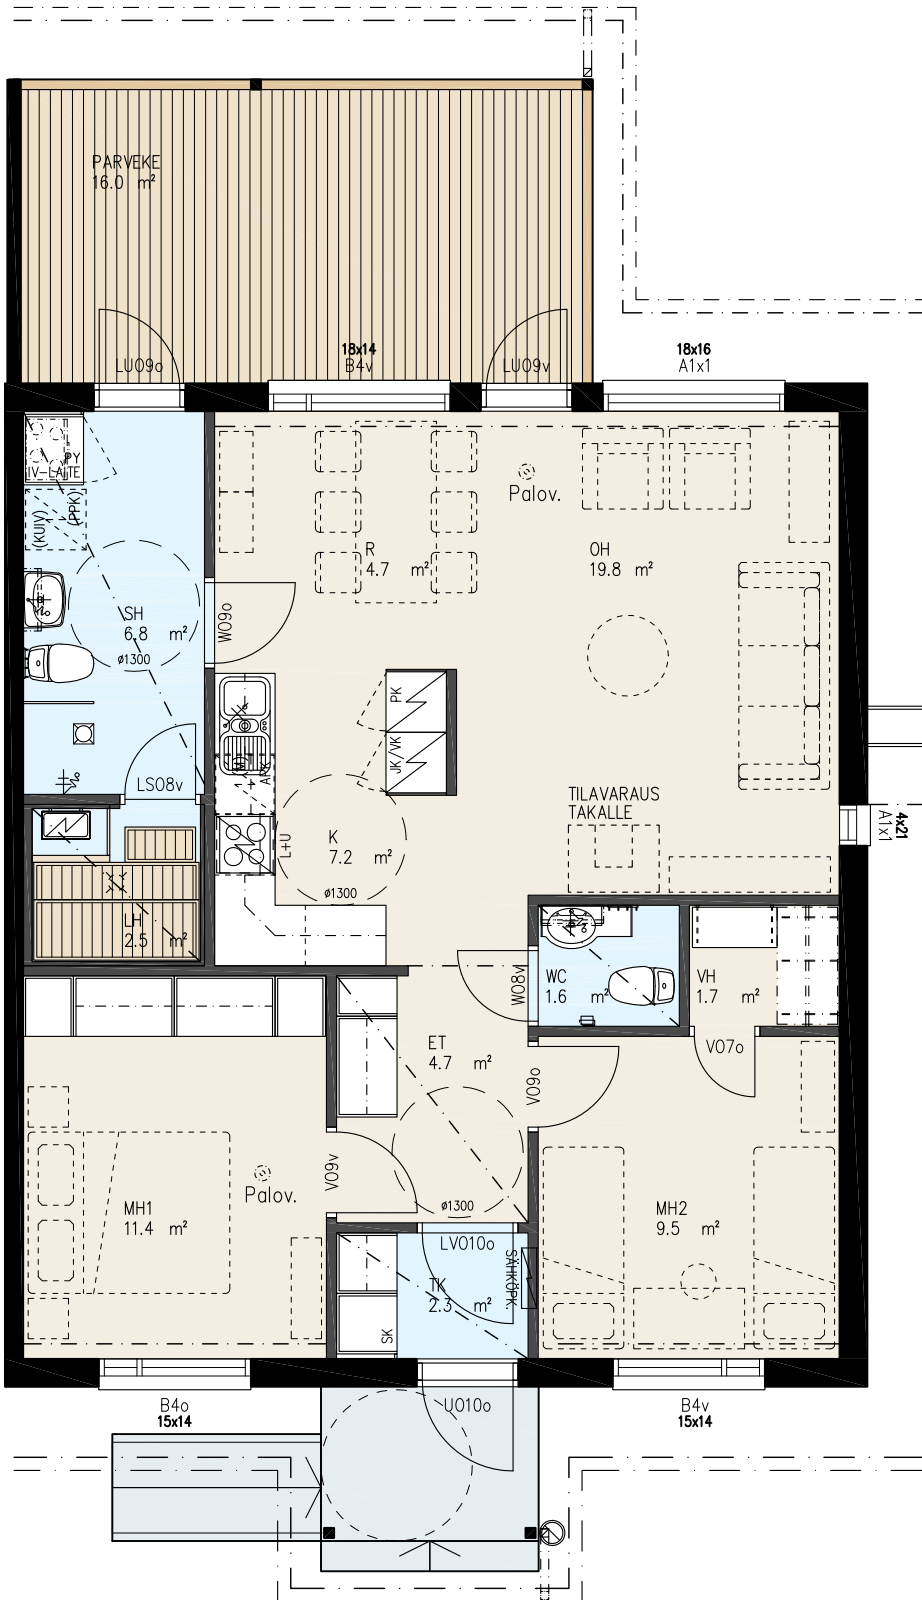 PARVEKE
16.0 m²
LU09o
18x14
B4v
LU09v
18x16
A1x1
PY
IV-LAITE
(KUIV)
(PPK)
Palov.
R
4.7 m²
OH
19.8 m²
SH
6.8 m²
ø1300
W09o
PK
JK/VK
APK
LS08v
L+U
K
7.2 m²
ø1300
TILAVARAUS
TAKALLE
4x21
A1x1
LH
2.5 m²
WC
1.6 m²
W08v
VH
1.7 m²
V07o
ET
4.7 m²
V09o
V09v
Palov.
MH1
11.4 m²
ø1300
MH2
9.5 m²
LVO10o
TK
2.3 m²
SÄHKÖPK.
SK
B4o
15x14
UO10o
B4v
15x14